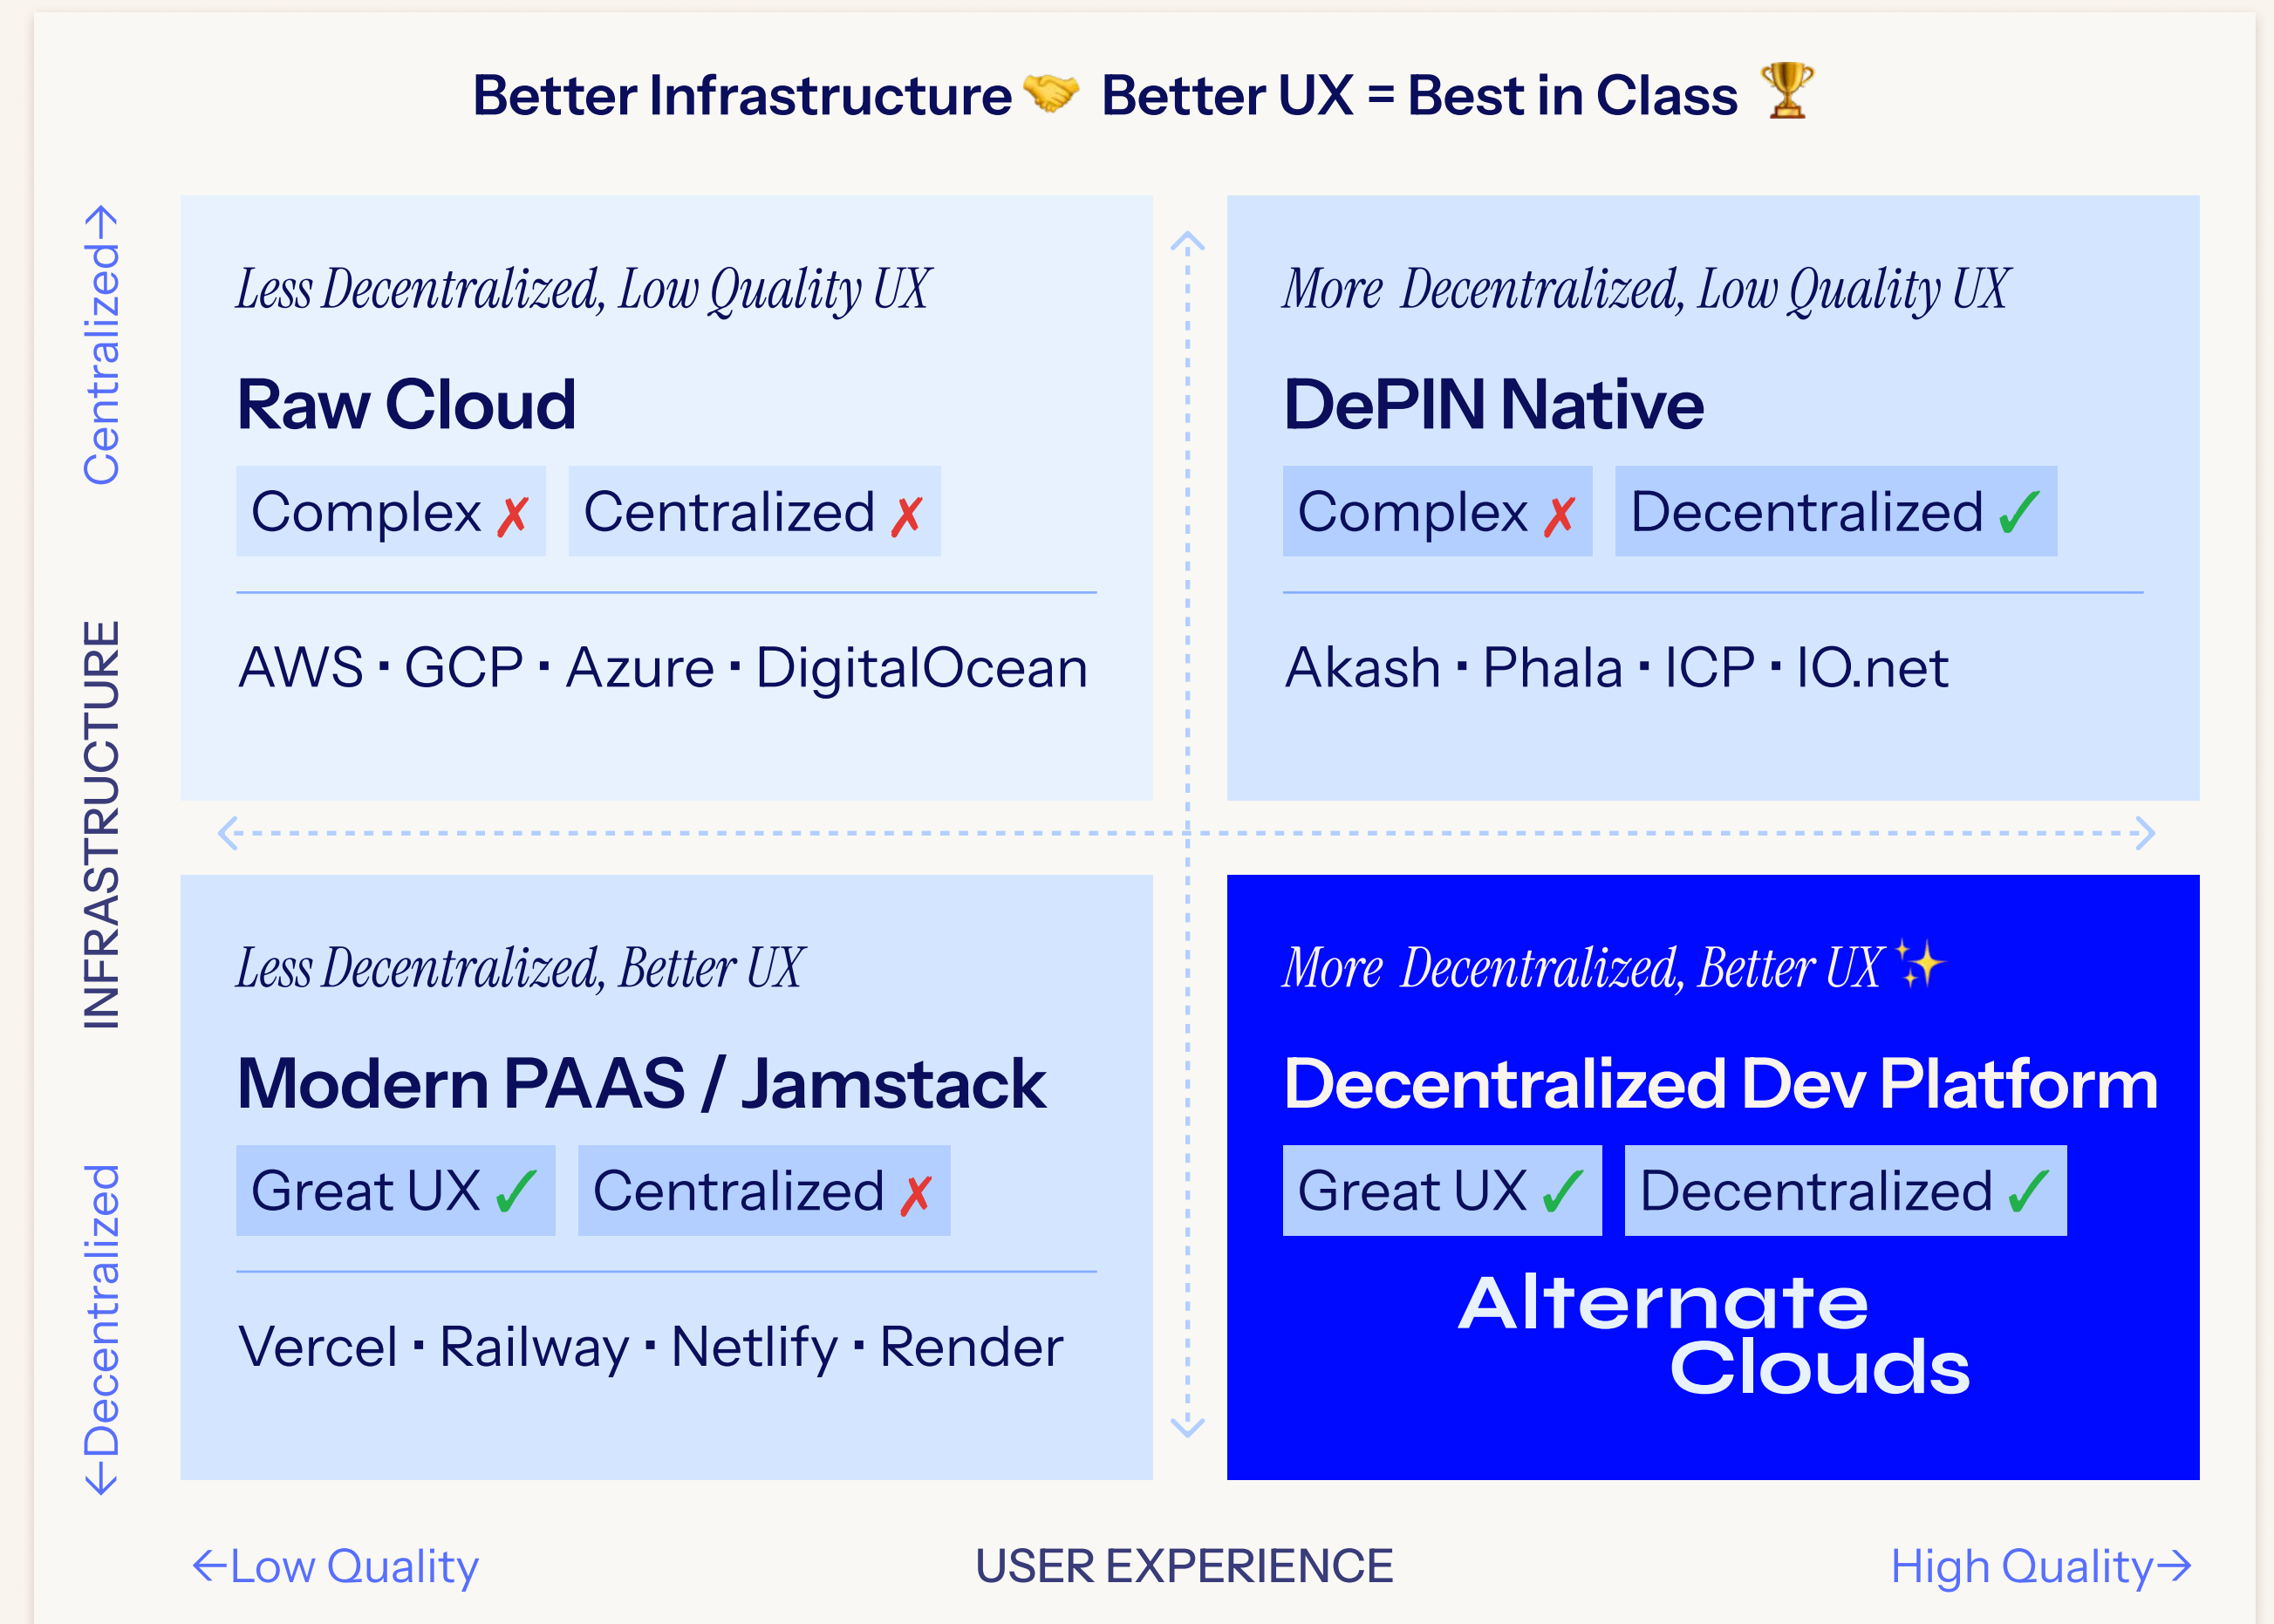 Better Infrastructure 🤝 Better UX = Best in Class 🏆
Centralized→
INFRASTRUCTURE
←Decentralized
Less Decentralized, Low Quality UX
Raw Cloud
Complex ✗ Centralized ✗
AWS · GCP · Azure · DigitalOcean
More Decentralized, Low Quality UX
DePIN Native
Complex ✗ Decentralized ✓
Akash · Phala · ICP · IO.net
Less Decentralized, Better UX
Modern PAAS / Jamstack
Great UX ✓ Centralized ✗
Vercel · Railway · Netlify · Render
More Decentralized, Better UX ✨
Decentralized Dev Platform
Great UX ✓ Decentralized ✓
Alternate
Clouds
←Low Quality
USER EXPERIENCE
High Quality→